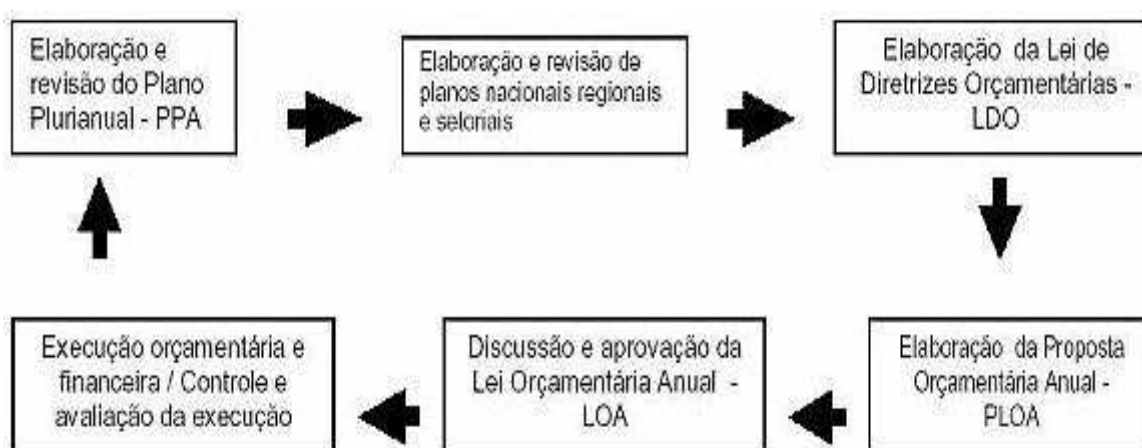 Elaboração e
revisão do Plano
Plurianual - PPA
Elaboração e revisão de
planos nacionais regionais
e setoriais
Elaboração da Lei de
Diretrizes Orçamentárias -
LDO
Elaboração da Proposta
Orçamentária Anual -
PLOA
Discussão e aprovação da
Lei Orçamentária Anual -
LOA
Execução orçamentária e
financeira / Controle e
avaliação da execução